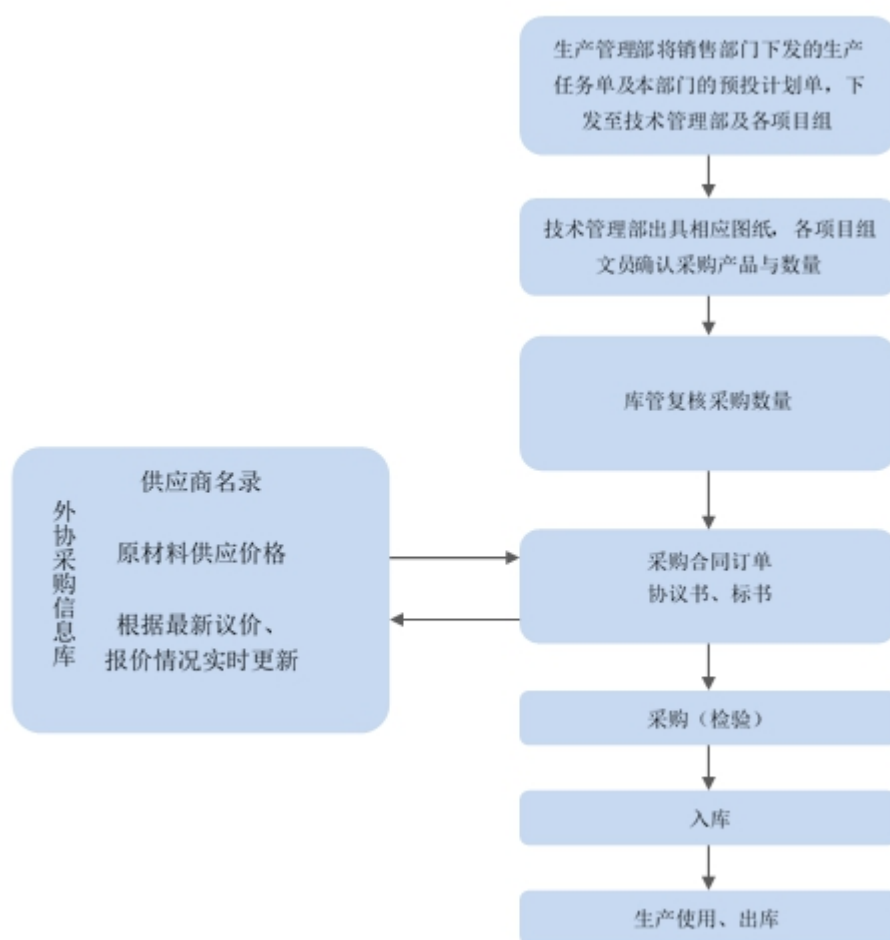 生产管理部将销售部门下发的生产
任务单及本部门的预投计划单，下
发至技术管理部及各项目组
技术管理部出具相应图纸，各项目组
文员确认采购产品与数量
库管复核采购数量
外协采购信息库
供应商名录
原材料供应价格
根据最新议价、
报价情况实时更新
采购合同订单
协议书、标书
采购（检验）
入库
生产使用、出库